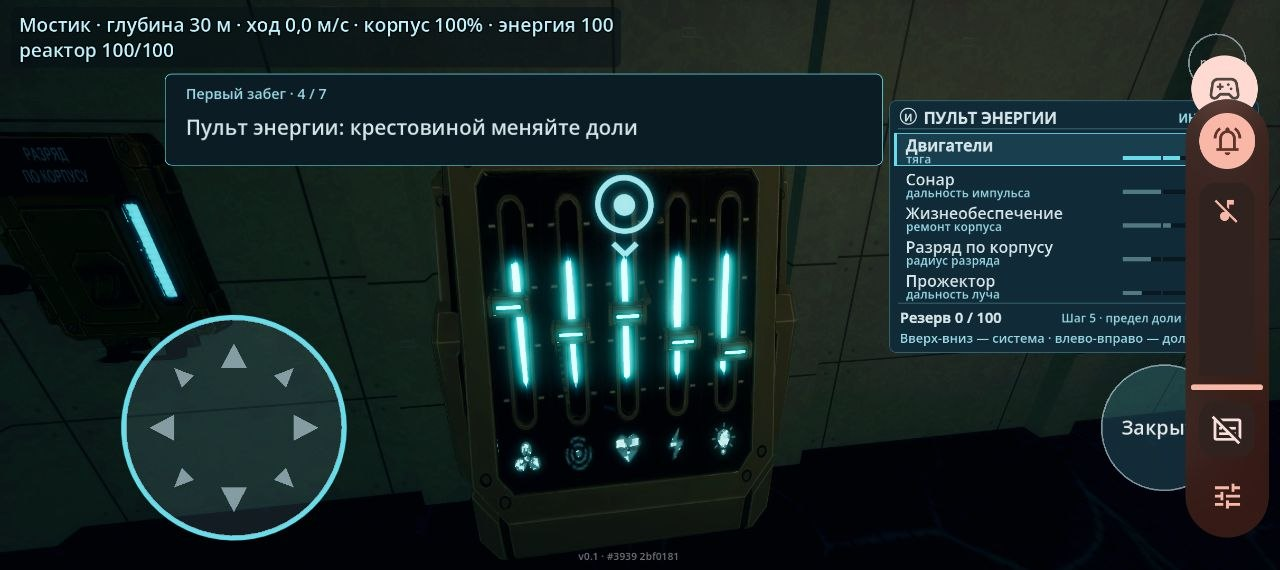 Мостик · глубина 30 м · ход 0,0 м/с · корпус 100% · энергия 100
реактор 100/100
Первый забег · 4 / 7
Пульт энергии: крестовиной меняйте доли
РАЗРЯД
ПО КОРПУСУ
И ПУЛЬТ ЭНЕРГИИ
Двигатели
тяга
Сонар
дальность импульса
Жизнеобеспечение
ремонт корпуса
Разряд по корпусу
радиус разряда
Прожектор
дальность луча
Резерв 0 / 100
Шаг 5 · предел доли
Вверх-вниз — система · влево-вправо —
v0.1 · #3939 2bf0181